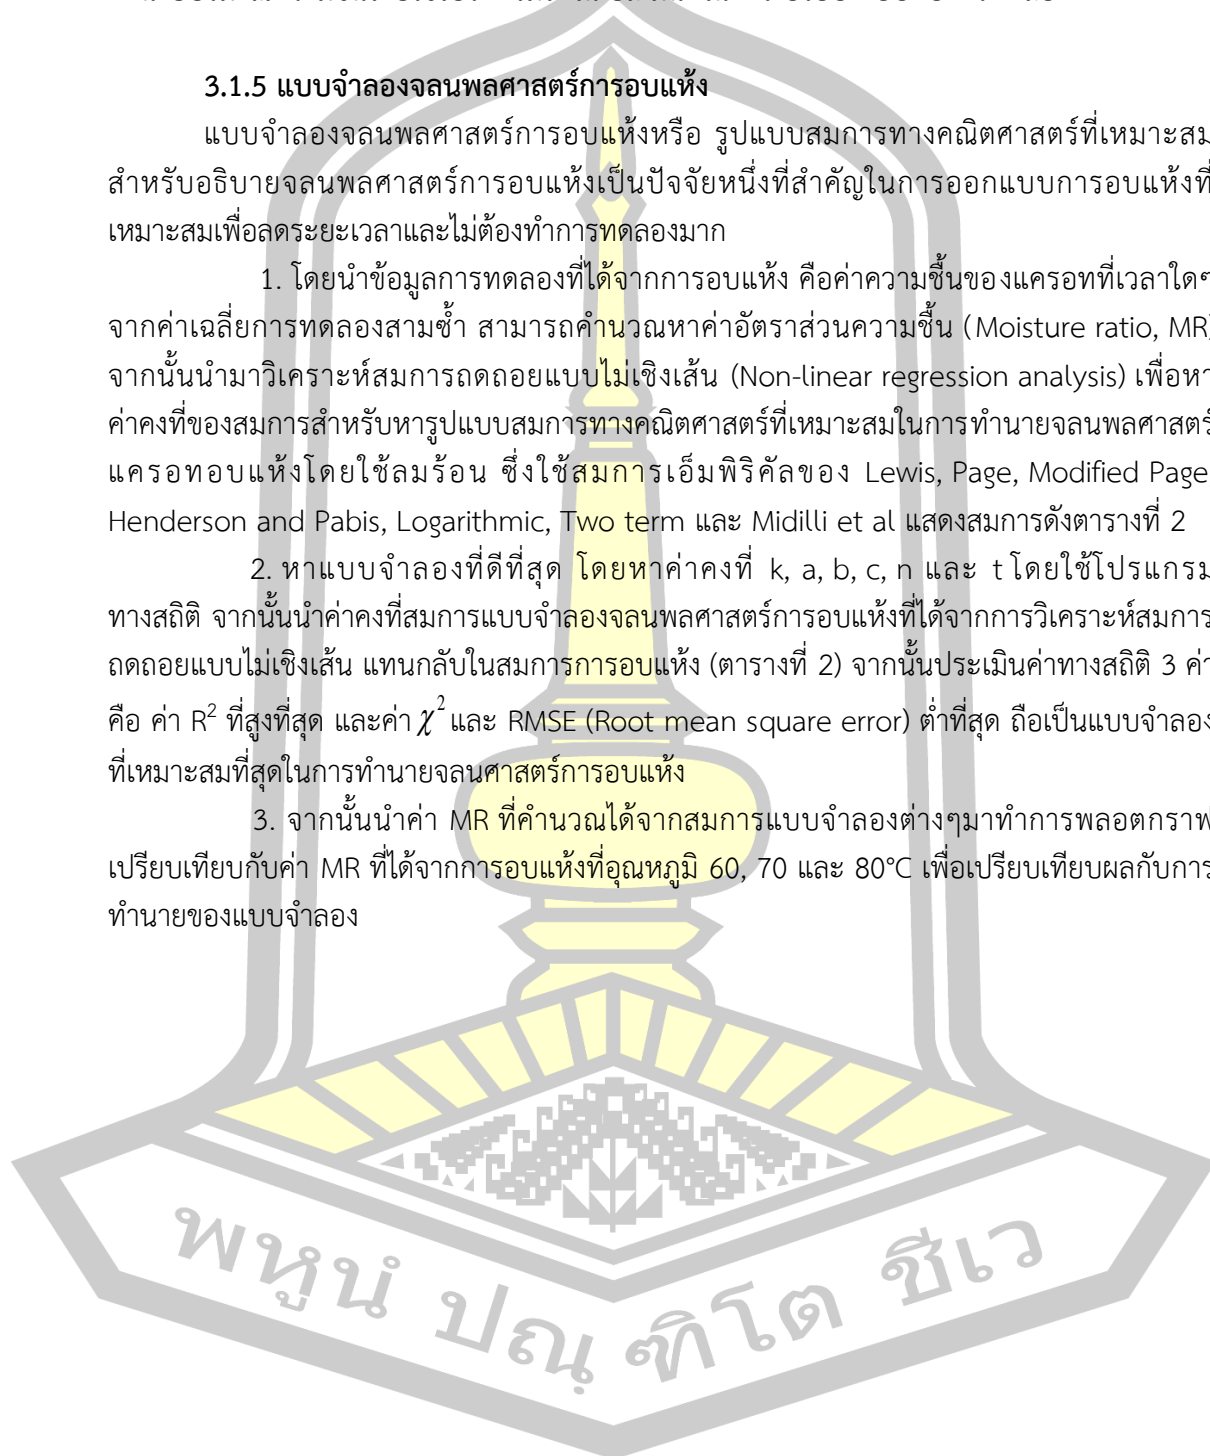 3.1.5 แบบจำลองจลนพลศาสตร์การอบแห้ง
แบบจำลองจลนพลศาสตร์การอบแห้งหรือ รูปแบบสมการทางคณิตศาสตร์ที่เหมาะสม
สำหรับอธิบายจลนพลศาสตร์การอบแห้งเป็นปัจจัยหนึ่งที่สำคัญในการออกแบบการอบแห้งที่
เหมาะสมเพื่อลดระยะเวลาและไม่ต้องทำการทดลองมาก
1. โดยนำข้อมูลการทดลองที่ได้จากการอบแห้ง คือค่าความชื้นของแครอทที่เวลาใดๆ
จากค่าเฉลี่ยการทดลองสามซ้ำ สามารถคำนวณหาค่าอัตราส่วนความชื้น (Moisture ratio, MR)
จากนั้นนำมาวิเคราะห์สมการถดถอยแบบไม่เชิงเส้น (Non-linear regression analysis) เพื่อหา
ค่าคงที่ของสมการสำหรับหารูปแบบสมการทางคณิตศาสตร์ที่เหมาะสมในการทำนายจลนพลศาสตร์
แครอทอบแห้งโดยใช้ลมร้อน ซึ่งใช้สมการเอ็มพิริคัลของ Lewis, Page, Modified Page
Henderson and Pabis, Logarithmic, Two term และ Midilli et al แสดงสมการดังตารางที่ 2
2. หาแบบจำลองที่ดีที่สุด โดยหาค่าคงที่ k, a, b, c, n และ t โดยใช้โปรแกรม
ทางสถิติ จากนั้นนำค่าคงที่สมการแบบจำลองจลนพลศาสตร์การอบแห้งที่ได้จากการวิเคราะห์สมการ
ถดถอยแบบไม่เชิงเส้น แทนกลับในสมการการอบแห้ง (ตารางที่ 2) จากนั้นประเมินค่าทางสถิติ 3 ค่า
คือ ค่า R² ที่สูงที่สุด และค่า χ² และ RMSE (Root mean square error) ต่ำที่สุด ถือเป็นแบบจำลอง
ที่เหมาะสมที่สุดในการทำนายจลนศาสตร์การอบแห้ง
3. จากนั้นนำค่า MR ที่คำนวณได้จากสมการแบบจำลองต่างๆมาทำการพลอตกราฟ
เปรียบเทียบกับค่า MR ที่ได้จากการอบแห้งที่อุณหภูมิ 60, 70 และ 80°C เพื่อเปรียบเทียบผลกับการ
ทำนายของแบบจำลอง
พหูนํ ปณฺฑิโต ชีเว